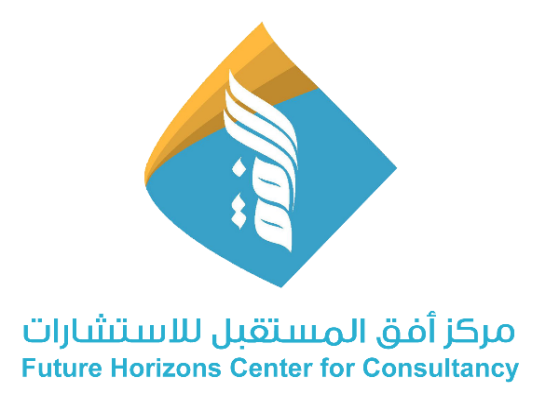 مركز أفق المستقبل للاستشارات
Future Horizons Center for Consultancy